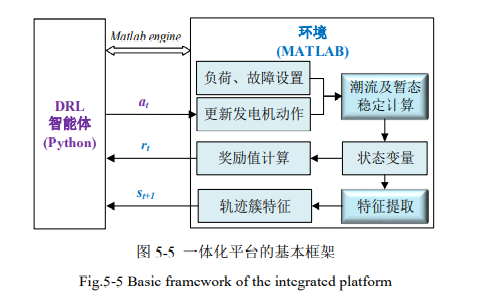 Matlab engine
环境
(MATLAB)
负荷、故障设置
潮流及暂态
稳定计算
DRL
智能体
(Python)
at
更新发电机动作
rt
奖励值计算
状态变量
st+1
轨迹簇特征
特征提取
图 5-5 一体化平台的基本框架
Fig.5-5 Basic framework of the integrated platform